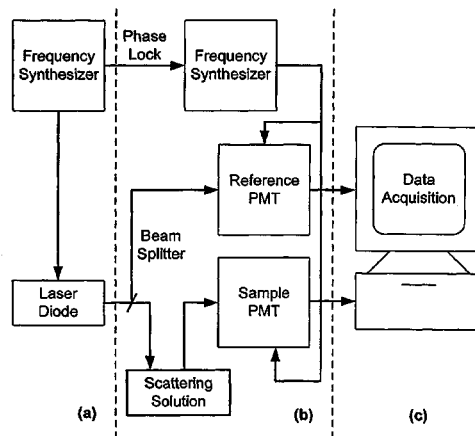 Frequency
Synthesizer
Phase
Lock
Frequency
Synthesizer
Reference
PMT
Data
Acquisition
Beam
Splitter
Laser
Diode
Sample
PMT
Scattering
Solution
(a)
(b)
(c)